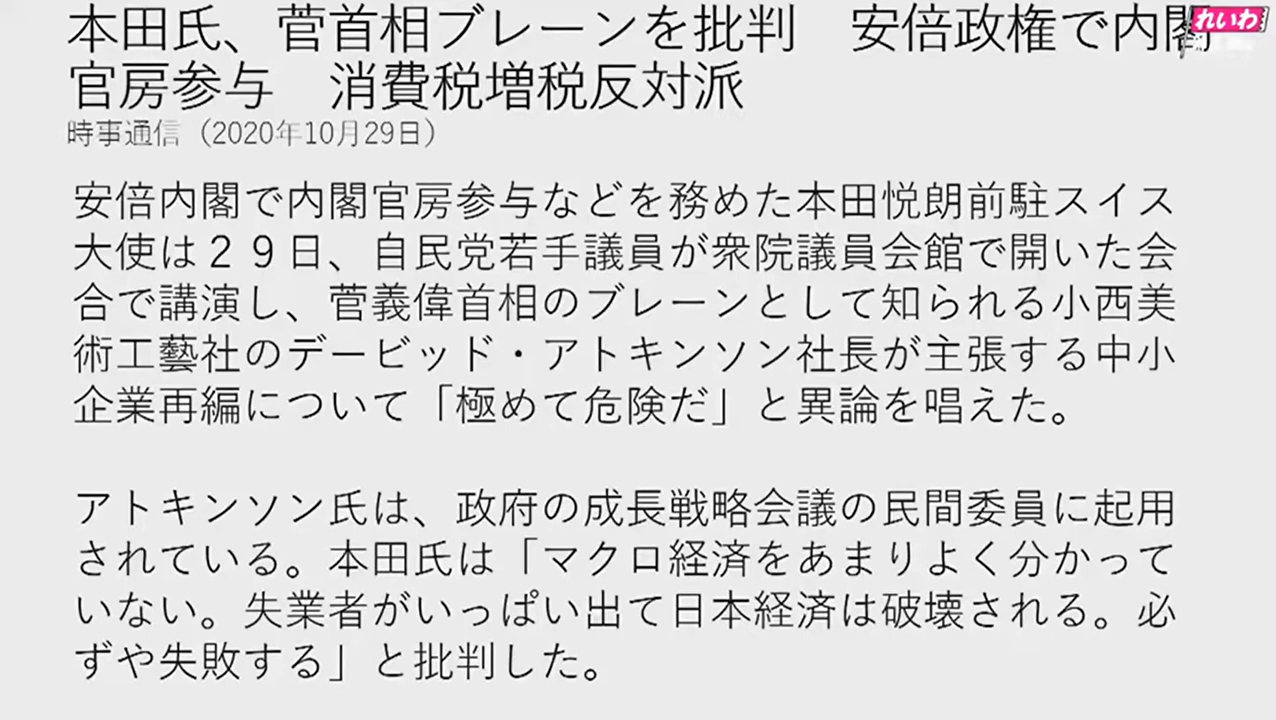 本田氏、菅首相ブレーンを批判　安倍政権で内閣
官房参与　消費税増税反対派
れいわ
時事通信（2020年10月29日）
安倍内閣で内閣官房参与などを務めた本田悦朗前駐スイス
大使は２９日、自民党若手議員が衆院議員会館で開いた会
合で講演し、菅義偉首相のブレーンとして知られる小西美
術工藝社のデービッド・アトキンソン社長が主張する中小
企業再編について「極めて危険だ」と異論を唱えた。
アトキンソン氏は、政府の成長戦略会議の民間委員に起用
されている。本田氏は「マクロ経済をあまりよく分かって
いない。失業者がいっぱい出て日本経済は破壊される。必
ずや失敗する」と批判した。